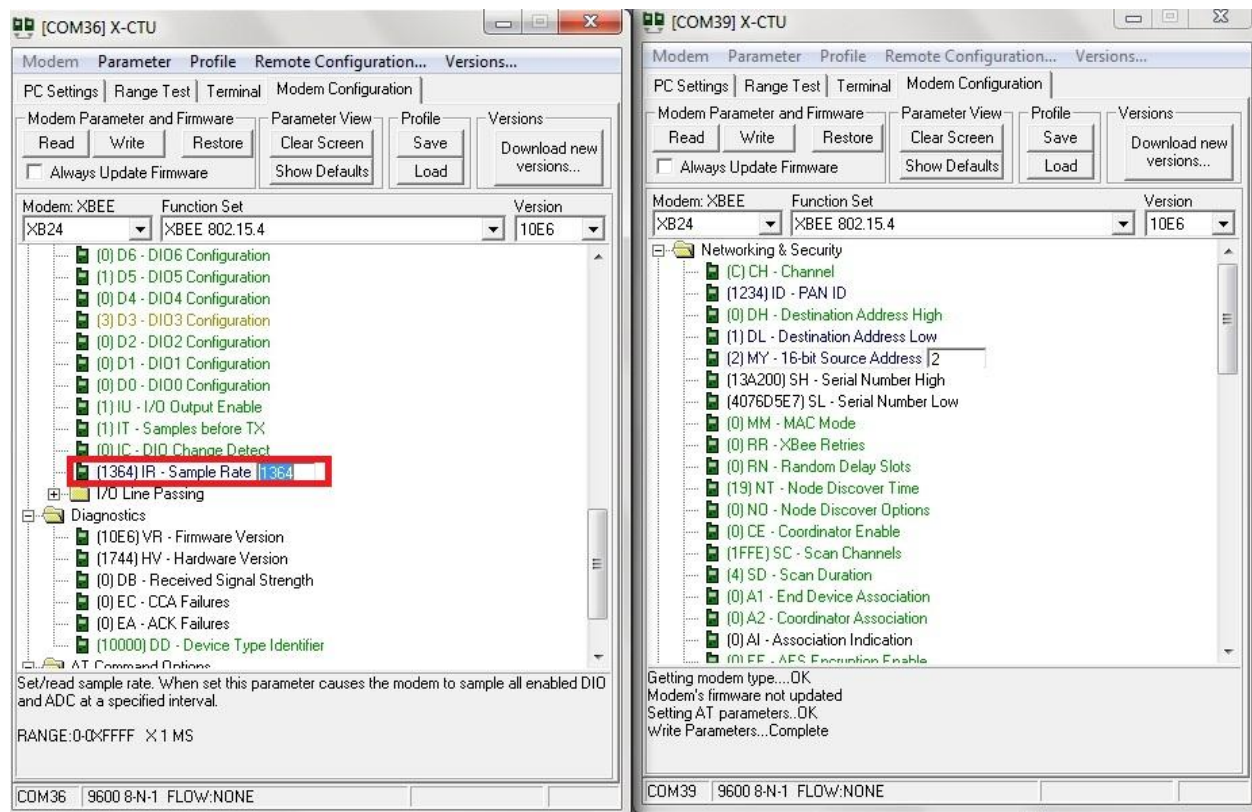 [COM36] X-CTU
Modem Parameter Profile Remote Configuration... Versions...
PC Settings Range Test Terminal Modem Configuration
Modem Parameter and Firmware Parameter View Profile Versions
Read Write Restore Clear Screen Save Download new versions...
Always Update Firmware Show Defaults Load
Modem: XBEE Function Set Version
XB24 XBEE 802.15.4 10E6
(0) D6 - DIO6 Configuration
(1) D5 - DIO5 Configuration
(0) D4 - DIO4 Configuration
(3) D3 - DIO3 Configuration
(0) D2 - DIO2 Configuration
(0) D1 - DIO1 Configuration
(0) D0 - DIO0 Configuration
(1) IU - I/O Output Enable
(1) IT - Samples before TX
(0) IC - DIO Change Detect
(1364) IR - Sample Rate 1364
I/O Line Passing
Diagnostics
(10E6) VR - Firmware Version
(1744) HV - Hardware Version
(0) DB - Received Signal Strength
(0) EC - CCA Failures
(0) EA - ACK Failures
(10000) DD - Device Type Identifier
AT Command Options
Set/read sample rate. When set this parameter causes the modem to sample all enabled DIO
and ADC at a specified interval.
RANGE:0-0XFFFF X 1 MS
COM36 9600 8-N-1 FLOW:NONE
[COM39] X-CTU
Modem Parameter Profile Remote Configuration... Versions...
PC Settings Range Test Terminal Modem Configuration
Modem Parameter and Firmware Parameter View Profile Versions
Read Write Restore Clear Screen Save Download new versions...
Always Update Firmware Show Defaults Load
Modem: XBEE Function Set Version
XB24 XBEE 802.15.4 10E6
Networking & Security
(C) CH - Channel
(1234) ID - PAN ID
(0) DH - Destination Address High
(1) DL - Destination Address Low
(2) MY - 16-bit Source Address 2
(13A200) SH - Serial Number High
(4076D5E7) SL - Serial Number Low
(0) MM - MAC Mode
(0) RR - XBee Retries
(0) RN - Random Delay Slots
(19) NT - Node Discover Time
(0) NO - Node Discover Options
(0) CE - Coordinator Enable
(1FFE) SC - Scan Channels
(4) SD - Scan Duration
(0) A1 - End Device Association
(0) A2 - Coordinator Association
(0) AI - Association Indication
(0) EE - AES Encryption Enable
Getting modem type....OK
Modem's firmware not updated
Setting AT parameters..OK
Write Parameters...Complete
COM39 9600 8-N-1 FLOW:NONE